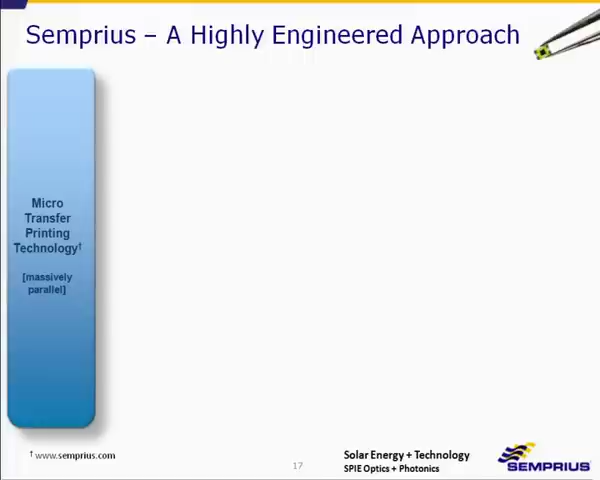 Semprius – A Highly Engineered Approach
Micro
Transfer
Printing
Technology†
[massively
parallel]
† www.semprius.com
17
Solar Energy + Technology
SPIE Optics + Photonics
SEMPRIUS